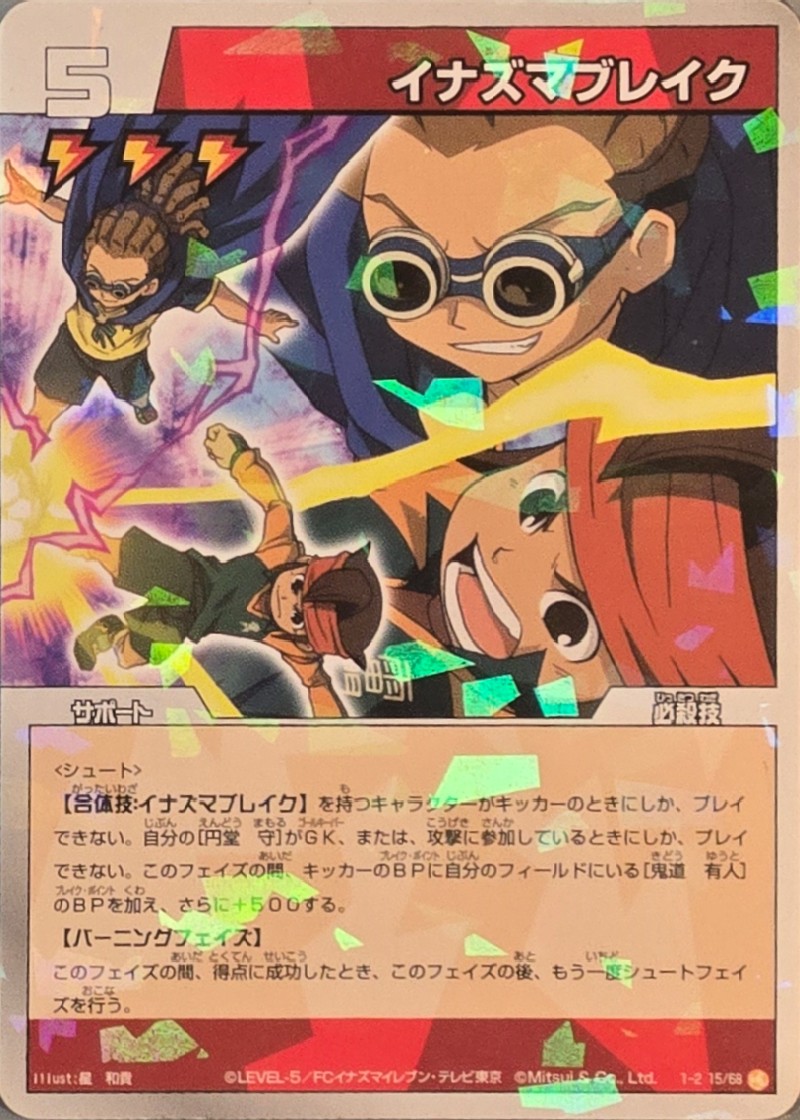 5
イナズマブレイク
サポート
必殺技
<シュート>
【合体技:イナズマブレイク】を持つキャラクターがキッカーのときにしか、プレイ
できない。自分の[円堂 守]がGK、または、攻撃に参加しているときにしか、プレイ
できない。このフェイズの間、キッカーのBPに自分のフィールドにいる[鬼道 有人]
のBPを加え、さらに+500する。
【バーニングフェイズ】
このフェイズの間、得点に成功したとき、このフェイズの後、もう一度シュートフェイ
ズを行う。
Illust:星 和貴
©LEVEL-5/FCイナズマイレブン・テレビ東京 ©Mitsui & Co., Ltd. 1-2 15/68